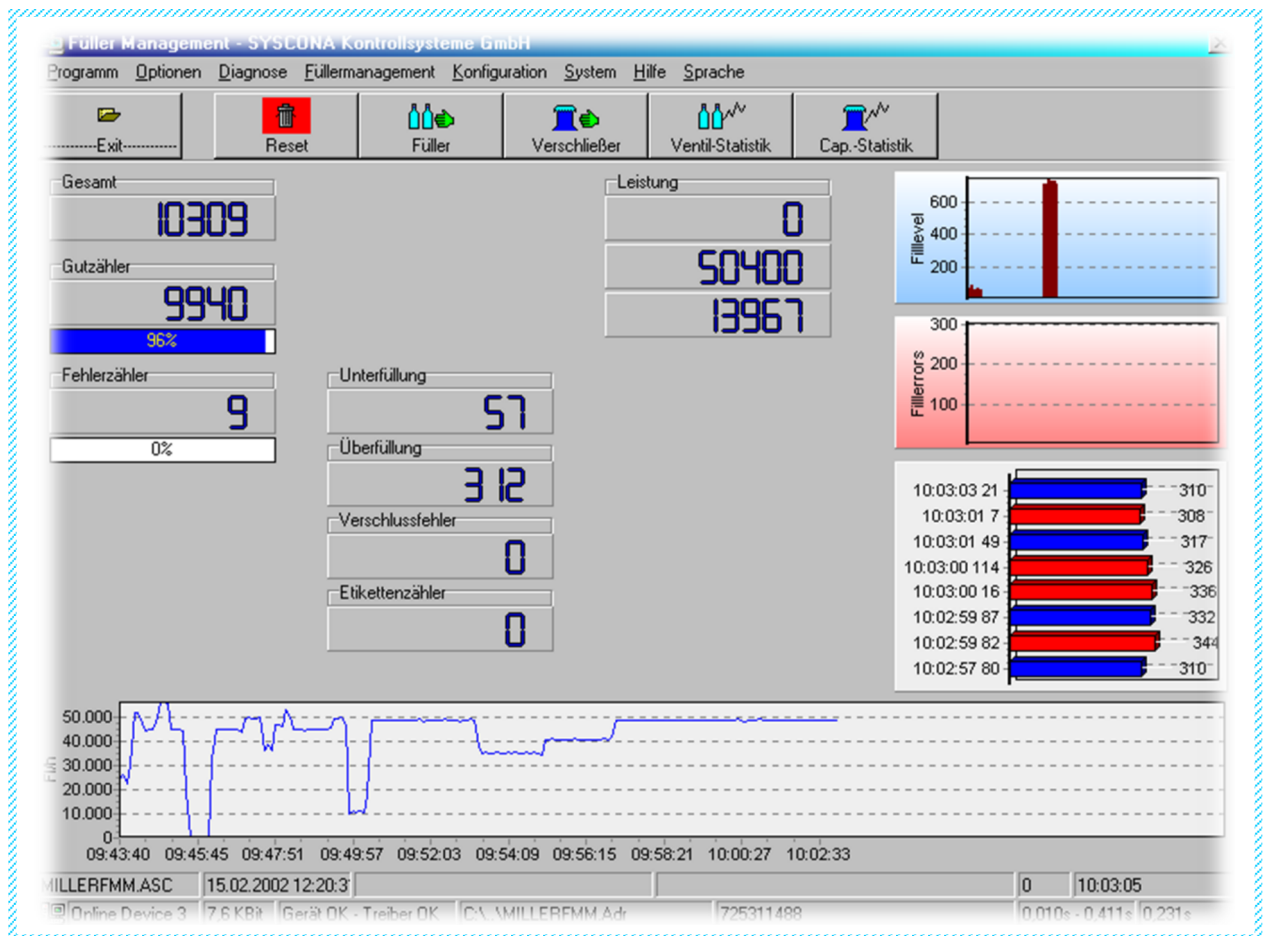 Füller Management - SYSCONA Kontrollsysteme GmbH
Programm Optionen Diagnose Füllermanagement Konfiguration System Hilfe Sprache
----------Exit----------- Reset Füller Verschließer Ventil-Statistik Cap.-Statistik
Gesamt
10309
Gutzähler
9940
96%
Fehlerzähler
9
0%
Unterfüllung
57
Überfüllung
312
Verschlussfehler
0
Etikettenzähler
0
Leistung
0
50400
13967
Filllevel
600
400
200
Fillerrors
300
200
100
10:03:03 21 310
10:03:01 7 308
10:03:01 49 317
10:03:00 114 326
10:03:00 16 336
10:02:59 87 332
10:02:59 82 344
10:02:57 80 310
Fl/h
50.000
40.000
30.000
20.000
10.000
0
09:43:40 09:45:45 09:47:51 09:49:57 09:52:03 09:54:09 09:56:15 09:58:21 10:00:27 10:02:33
MILLERFMM.ASC 15.02.2002 12:20:3 0 10:03:05
Online Device 3 7,6 KBit Gerät OK - Treiber OK C:\..\MILLERFMM.Adr 725311488 0,010s - 0,411s 0,231s